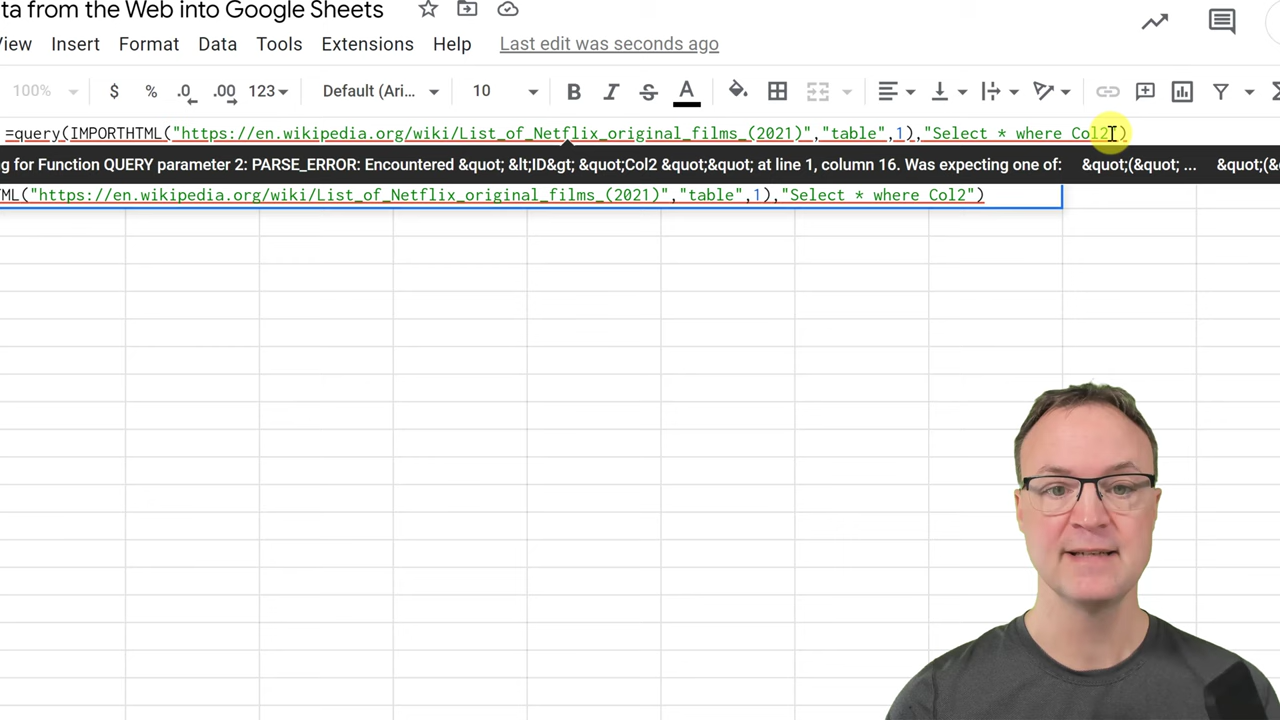 ta from the Web into Google Sheets
View Insert Format Data Tools Extensions Help Last edit was seconds ago
100% $ % .0 .00 123 Default (Ari... 10 B I S A
=query(IMPORTHTML("https://en.wikipedia.org/wiki/List_of_Netflix_original_films_(2021)","table",1),"Select * where Col2")
g for Function QUERY parameter 2: PARSE_ERROR: Encountered &quot; &lt;ID&gt; &quot;Col2 &quot;&quot; at line 1, column 16. Was expecting one of: &quot;(&quot; ... &quot;(&
ML("https://en.wikipedia.org/wiki/List_of_Netflix_original_films_(2021)","table",1),"Select * where Col2")